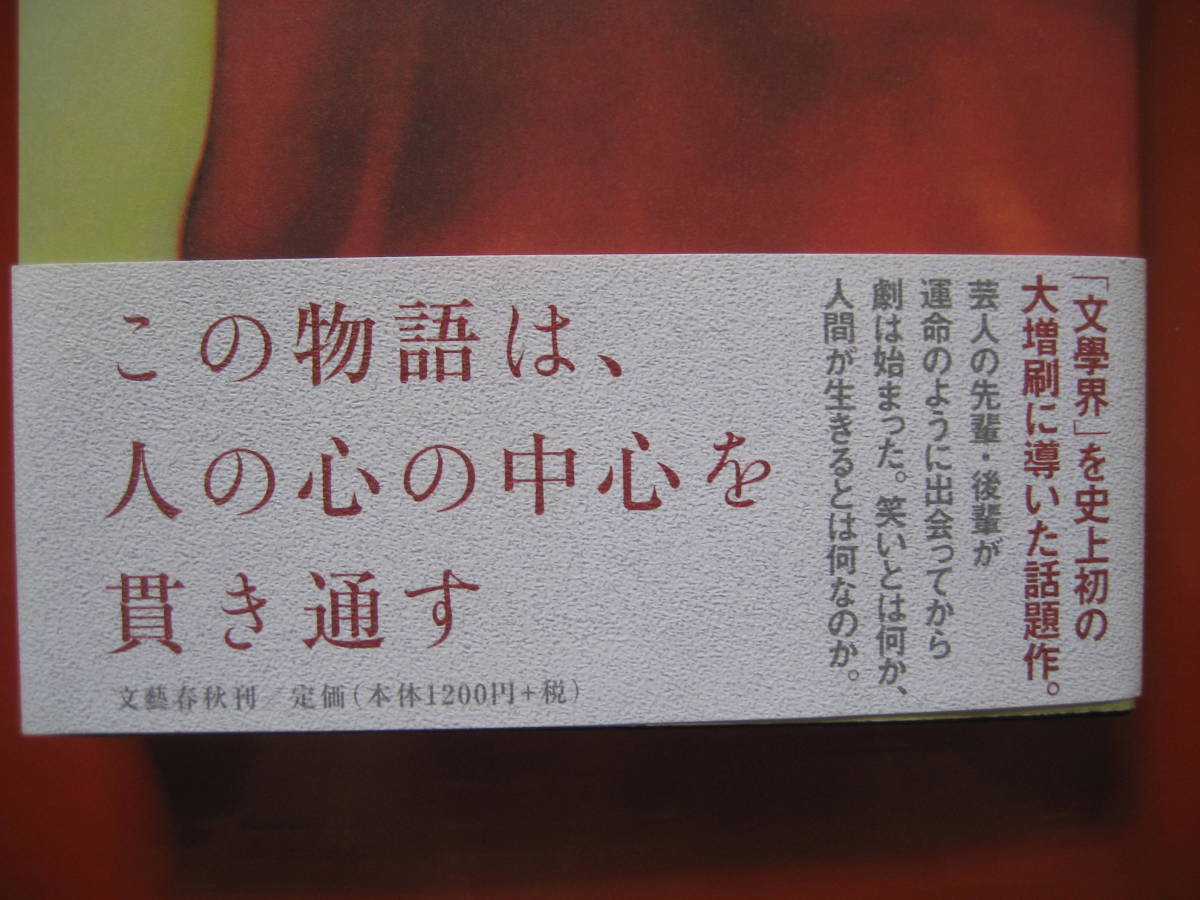 「文學界」を史上初の
大増刷に導いた話題作。
芸人の先輩・後輩が
運命のように出会ってから
劇は始まった。笑いとは何か、
人間が生きるとは何なのか。
この物語は、
人の心の中心を
貫き通す
文藝春秋刊／定価(本体1200円+税)